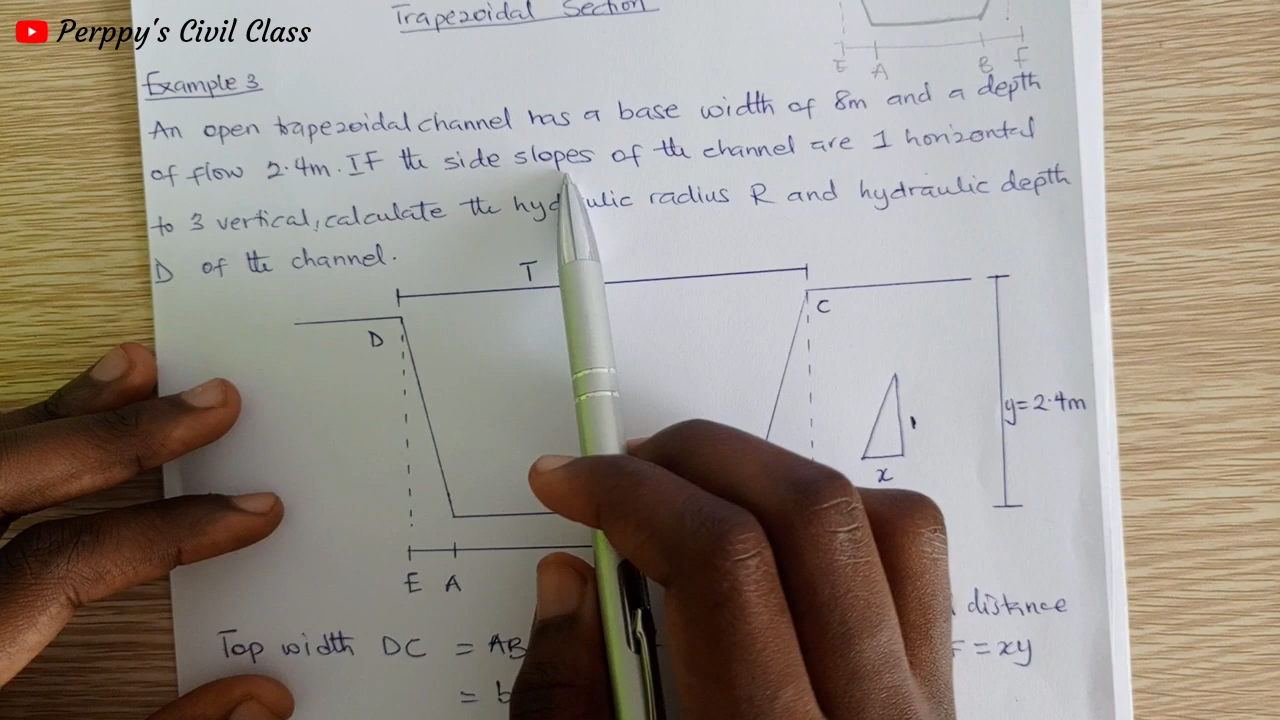 Perppy's Civil Class
Trapezoidal Section
E A B F
Example 3
An open trapezoidal channel has a base width of 8m and a depth
of flow 2.4m. IF the side slopes of the channel are 1 horizontal
to 3 vertical, calculate the hyd ulic radius R and hydraulic depth
D of the channel.
T
D
C
1
x
y=2.4m
E A
distance
Top width DC = AB
= xy
= b